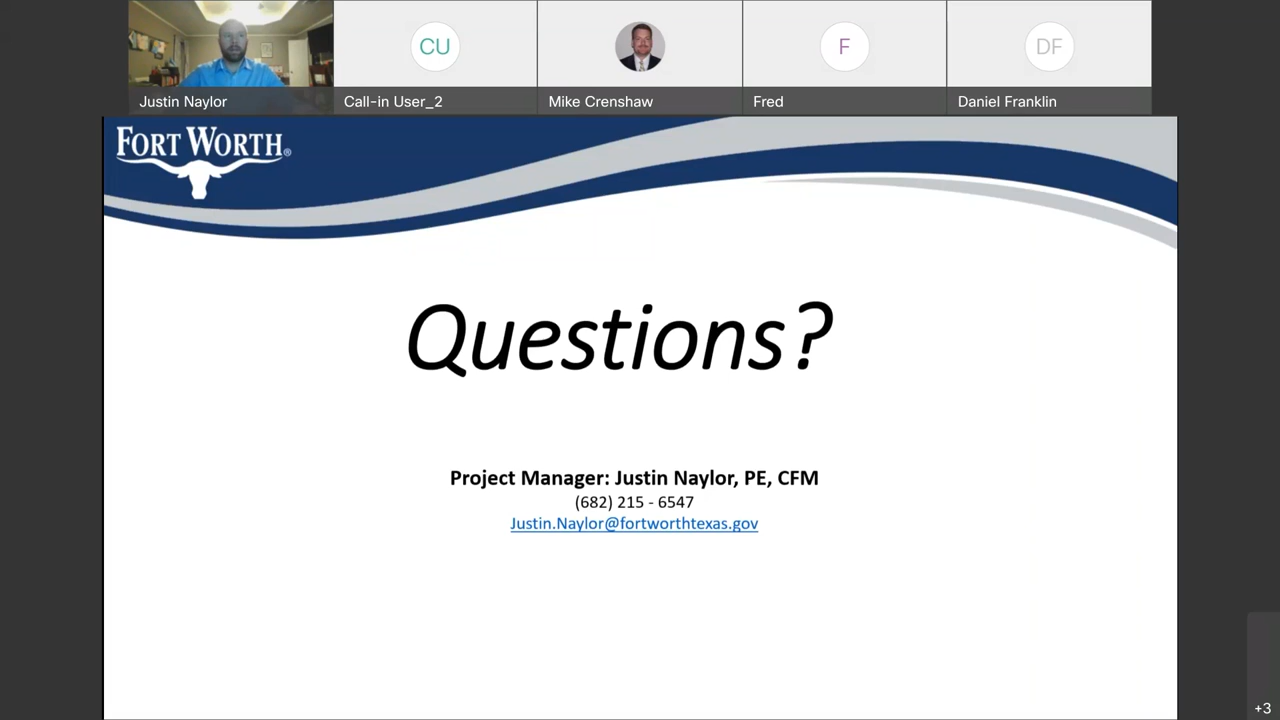 CU
F
DF
Justin Naylor
Call-in User_2
Mike Crenshaw
Fred
Daniel Franklin
FORT WORTH®
Questions?
Project Manager: Justin Naylor, PE, CFM
(682) 215 - 6547
Justin.Naylor@fortworthtexas.gov
+3